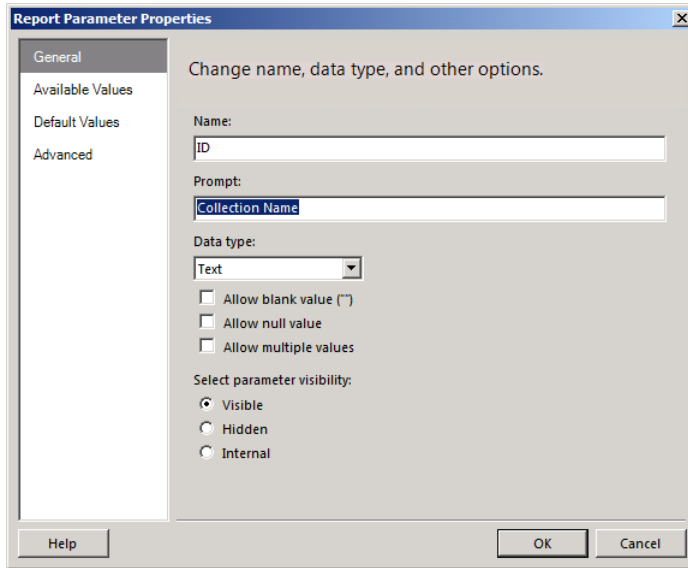 Report Parameter Properties
General
Available Values
Default Values
Advanced
Change name, data type, and other options.
Name:
ID
Prompt:
Collection Name
Data type:
Text
Allow blank value ("")
Allow null value
Allow multiple values
Select parameter visibility:
Visible
Hidden
Internal
Help
OK
Cancel